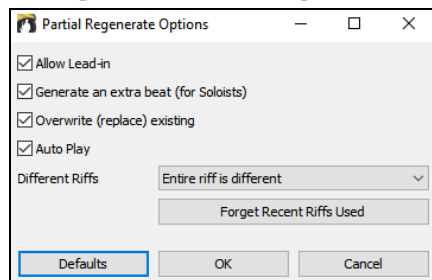 Partial Regenerate Options
Allow Lead-in
Generate an extra beat (for Soloists)
Overwrite (replace) existing
Auto Play
Different Riffs Entire riff is different
Forget Recent Riffs Used
Defaults OK Cancel